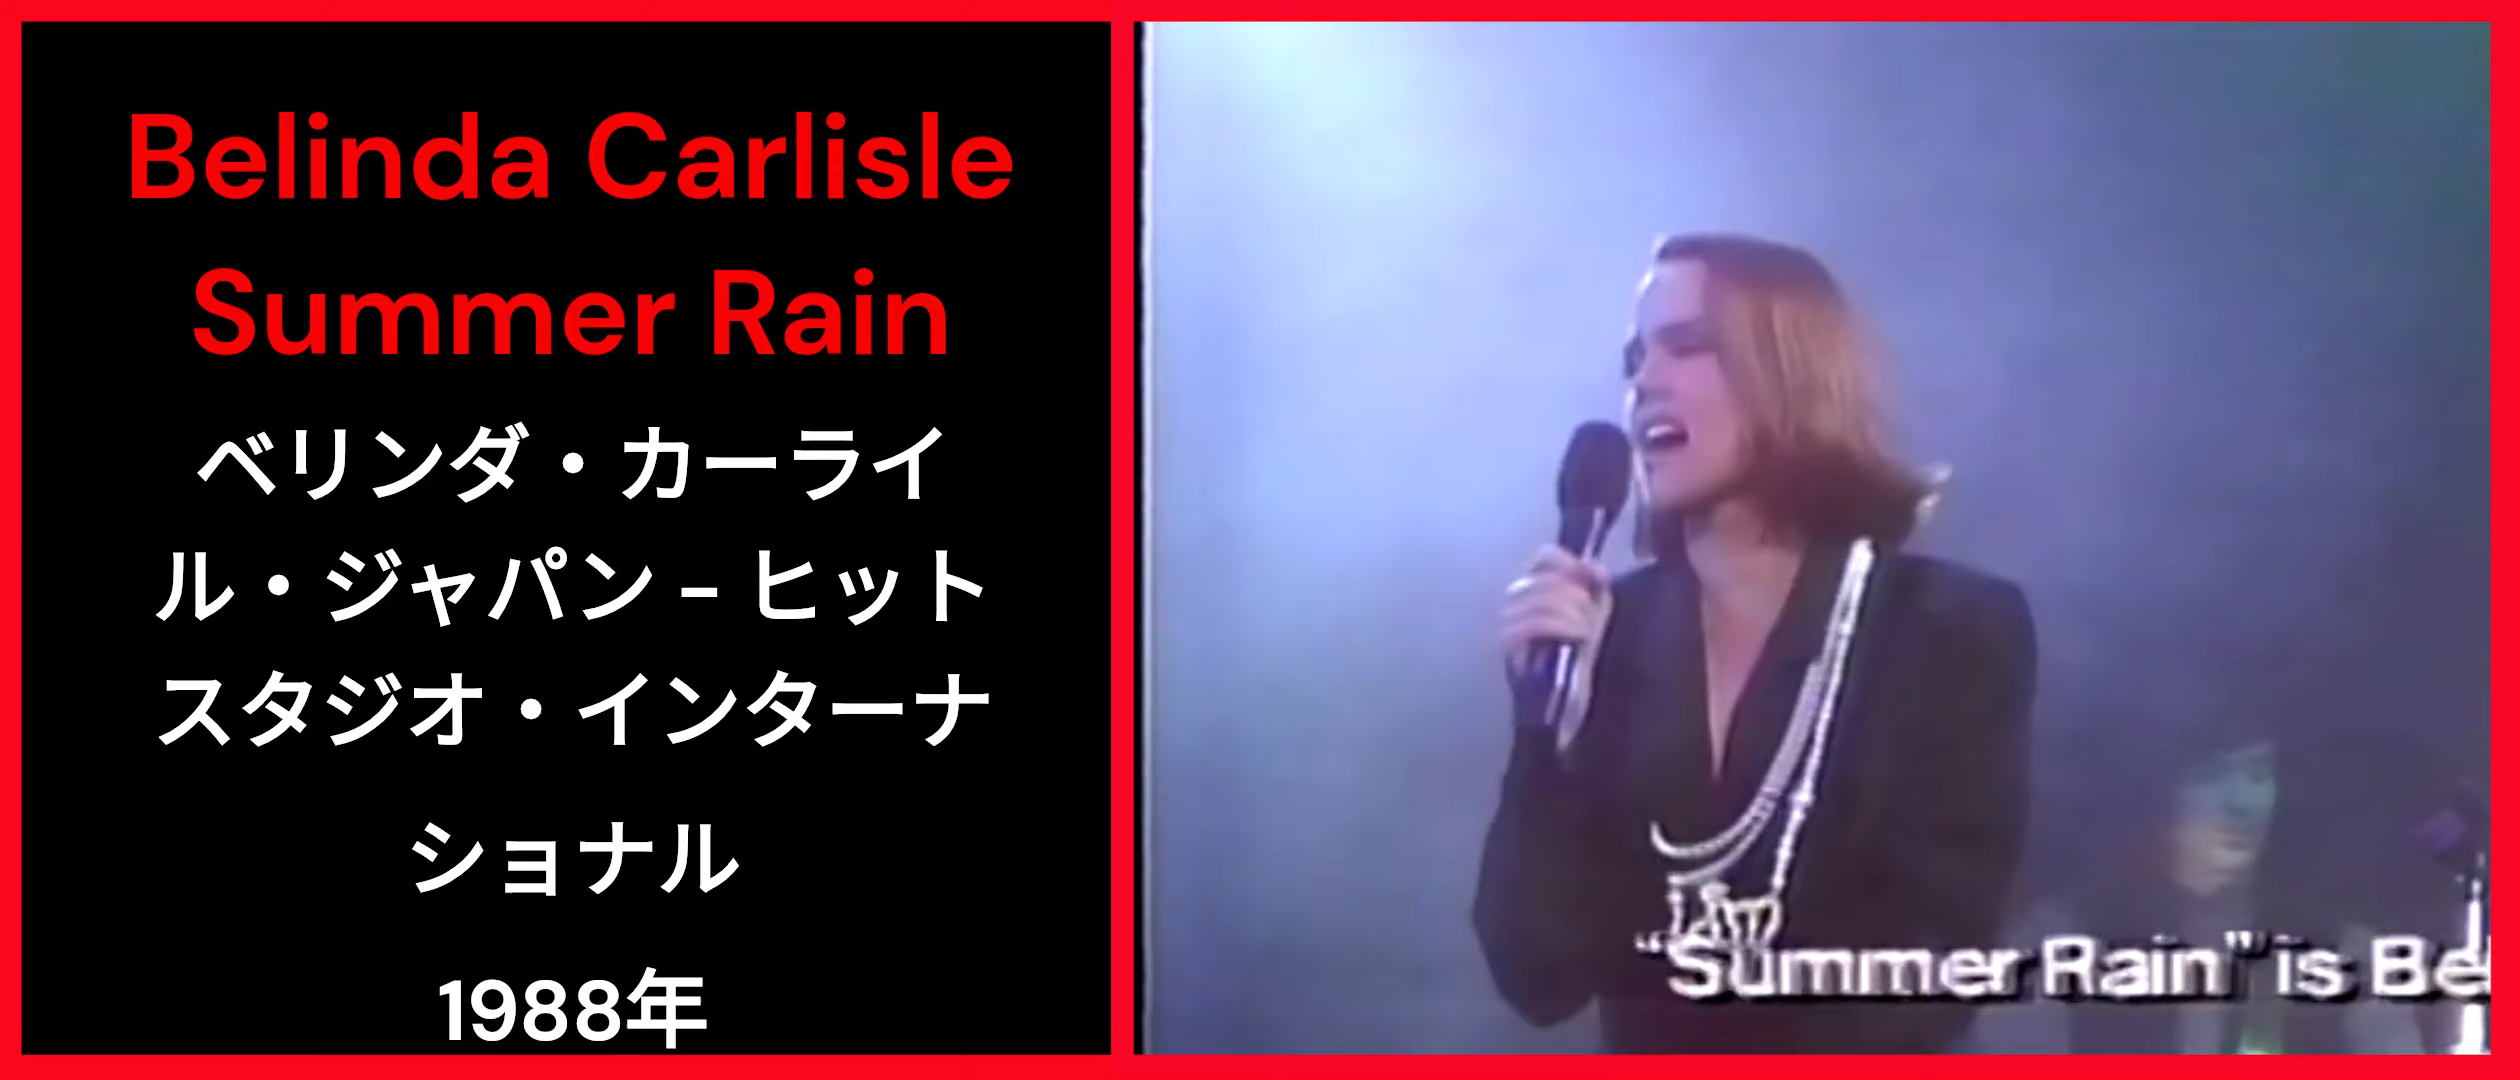 Belinda Carlisle
Summer Rain
ベリンダ・カーライ
ル・ジャパン - ヒット
スタジオ・インターナ
ショナル
1988年
"Summer Rain" is Be